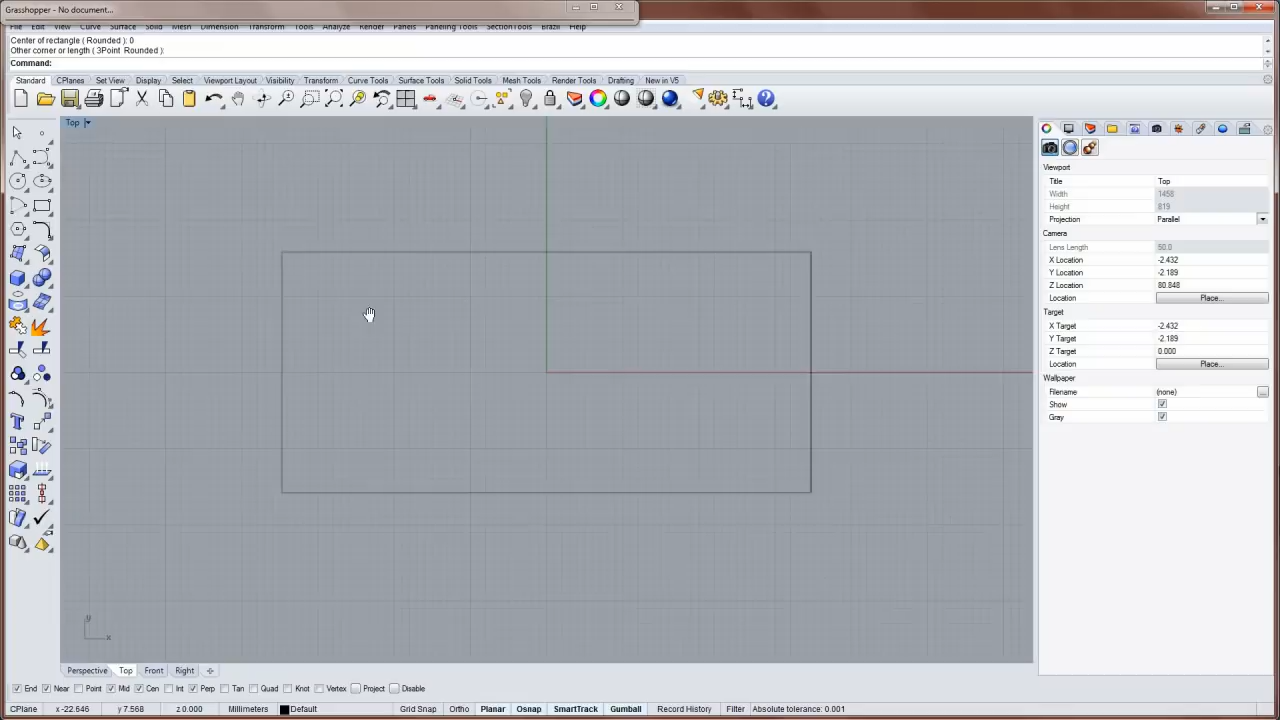 Grasshopper - No document...
File Edit View Curve Surface Solid Mesh Dimension Transform Tools Analyze Render Panels Paneling Tools SectionTools Brazil Help
Center of rectangle ( Rounded ): 0
Other corner or length ( 3Point Rounded ):
Command:
Standard CPlanes Set View Display Select Viewport Layout Visibility Transform Curve Tools Surface Tools Solid Tools Mesh Tools Render Tools Drafting New in V5
Top
Viewport
Title Top
Width 1458
Height 819
Projection Parallel
Camera
Lens Length 50.0
X Location -2.432
Y Location -2.189
Z Location 80.848
Location Place...
Target
X Target -2.432
Y Target -2.189
Z Target 0.000
Location Place...
Wallpaper
Filename (none) ...
Show
Gray
y
x
Perspective Top Front Right
End Near Point Mid Cen Int Perp Tan Quad Knot Vertex Project Disable
CPlane x -22.646 y 7.568 z 0.000 Millimeters Default Grid Snap Ortho Planar Osnap SmartTrack Gumball Record History Filter Absolute tolerance: 0.001